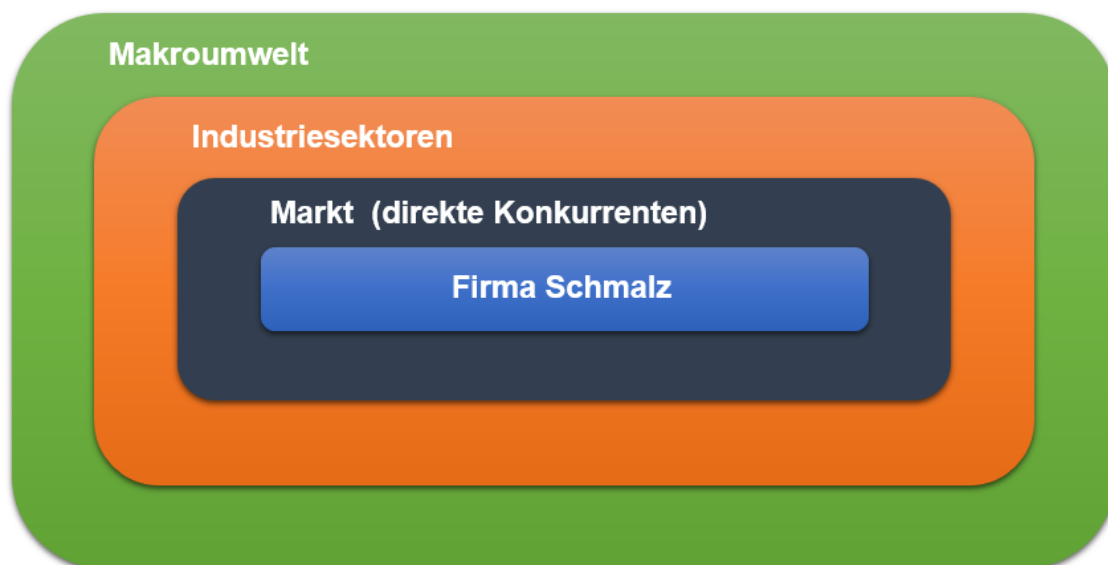 Makroumwelt
Industriesektoren
Markt  (direkte Konkurrenten)
Firma Schmalz